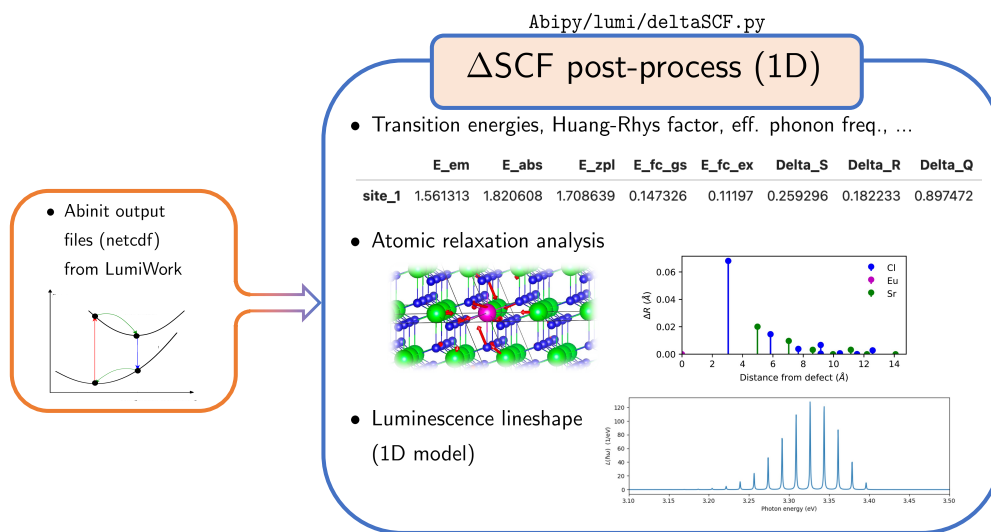 Abipy/lumi/deltaSCF.py
ΔSCF post-process (1D)
• Transition energies, Huang-Rhys factor, eff. phonon freq., ...
E_em E_abs E_zpl E_fc_gs E_fc_ex Delta_S Delta_R Delta_Q
site_1 1.561313 1.820608 1.708639 0.147326 0.11197 0.259296 0.182233 0.897472
• Abinit output
files (netcdf)
from LumiWork
• Atomic relaxation analysis
Cl
Eu
Sr
ΔR (Å)
0.06
0.04
0.02
0.00
0 2 4 6 8 10 12 14
Distance from defect (Å)
• Luminescence lineshape
(1D model)
L(ħω) (1/eV)
120
100
80
60
40
20
0
3.10 3.15 3.20 3.25 3.30 3.35 3.40 3.45 3.50
Photon energy (eV)